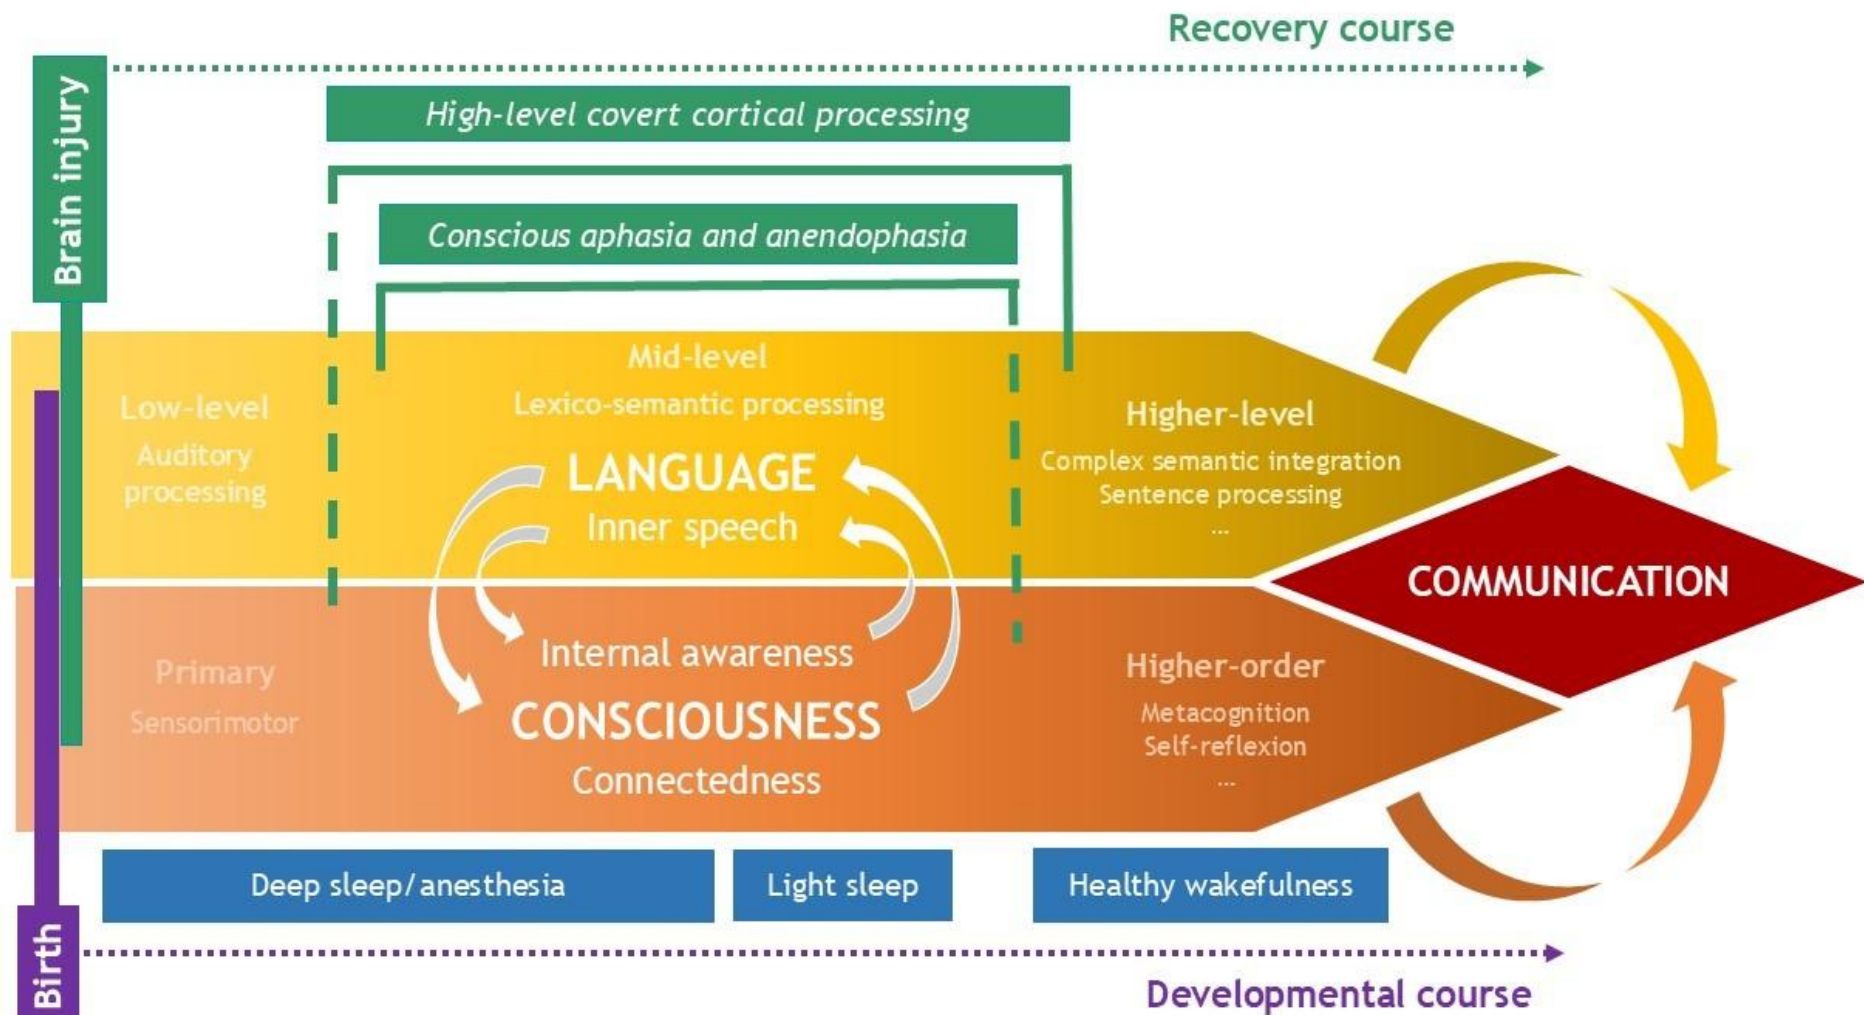 Recovery course
Brain injury
High-level covert cortical processing
Conscious aphasia and anendophasia
Low-level
Auditory
processing
Mid-level
Lexico-semantic processing
LANGUAGE
Inner speech
Higher-level
Complex semantic integration
Sentence processing
...
COMMUNICATION
Primary
Sensorimotor
Internal awareness
CONSCIOUSNESS
Connectedness
Higher-order
Metacognition
Self-reflexion
...
Deep sleep/anesthesia
Light sleep
Healthy wakefulness
Birth
Developmental course